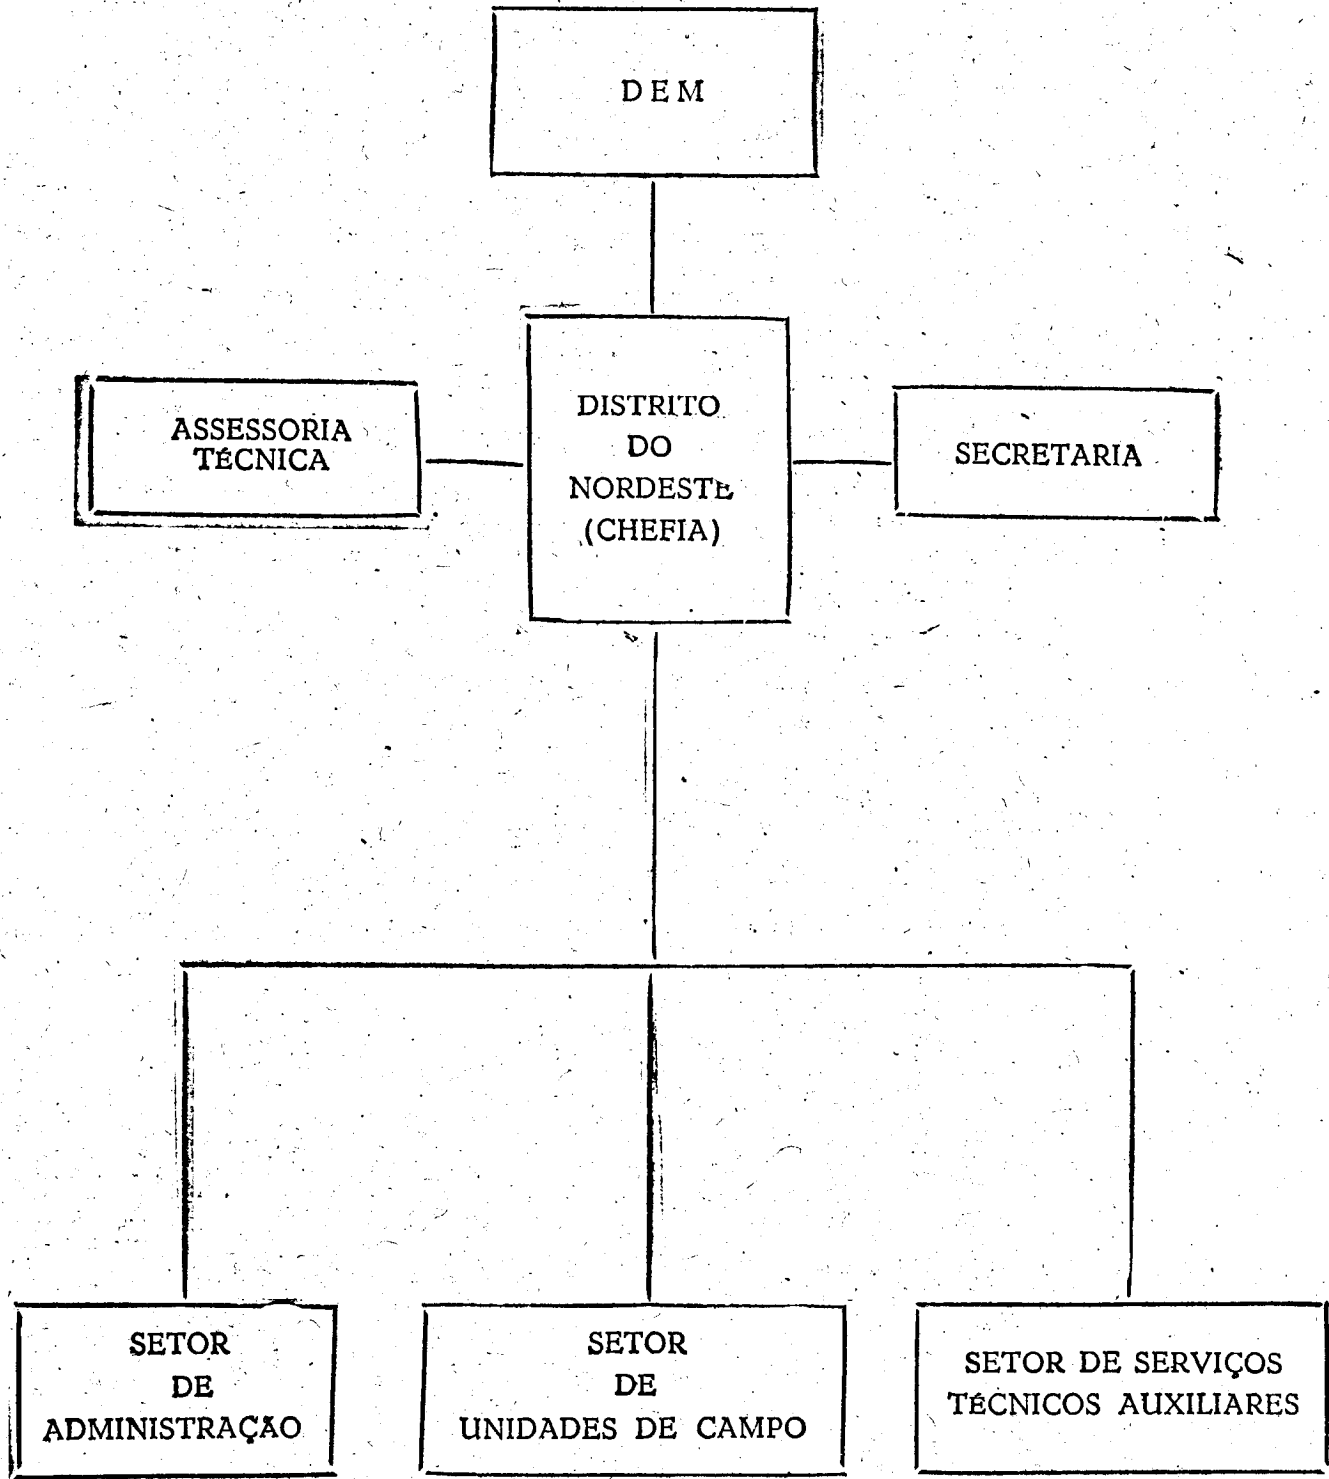 DEM
ASSESSORIA
TÉCNICA
DISTRITO
DO
NORDESTE
(CHEFIA)
SECRETARIA
SETOR
DE
ADMINISTRAÇÃO
SETOR
DE
UNIDADES DE CAMPO
SETOR DE SERVIÇOS
TÉCNICOS AUXILIARES